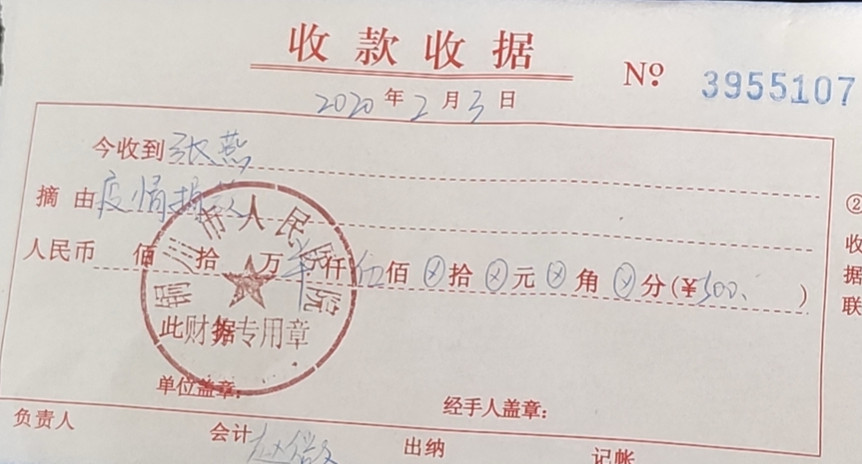 收款收据
№ 3955107
2020年2月3日
今收到 张燕
摘由 疫情捐款
人民币 佰 拾 万 仟 伍佰 ⊗拾 ⊗元 ⊗角 ⊗分(¥500. )
市人民医院
财务专用章
此 据
单位盖章:
经手人盖章:
负责人 会计 出纳 记帐
②
收
据
联